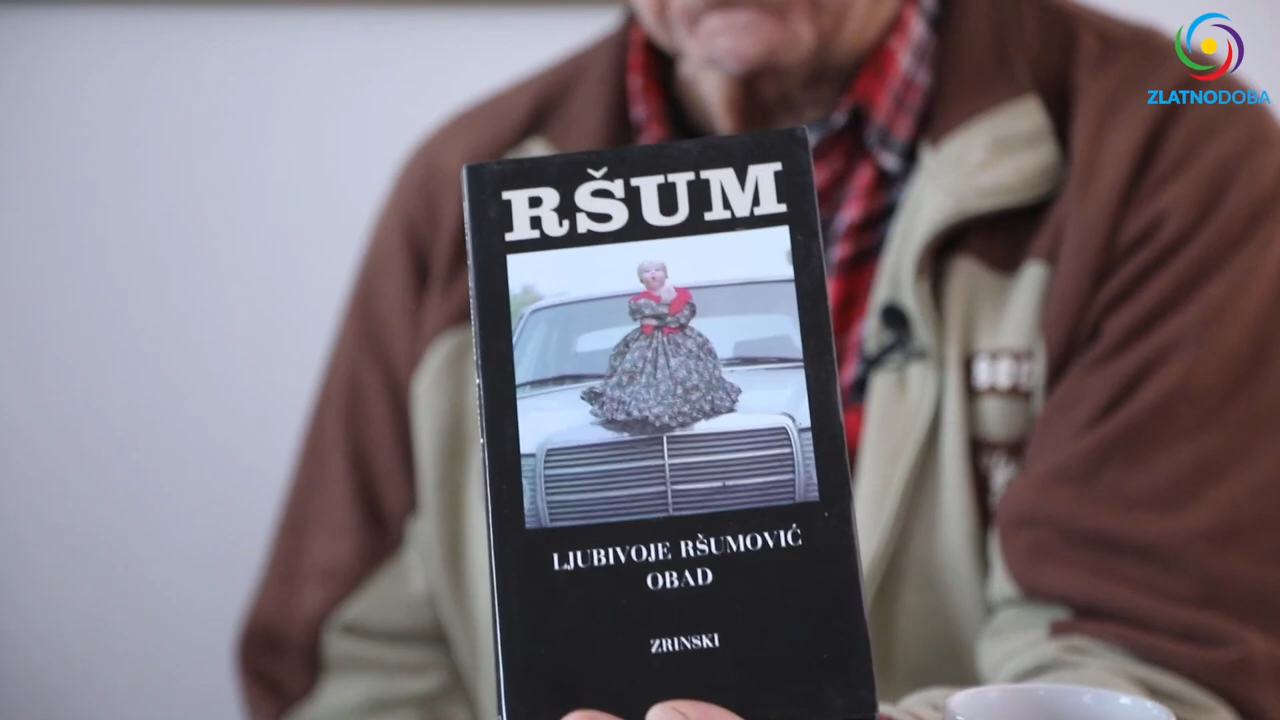 ZLATNODOBA
RŠUM
LJUBIVOJE RŠUMOVIĆ
OBAD
ZRINSKI